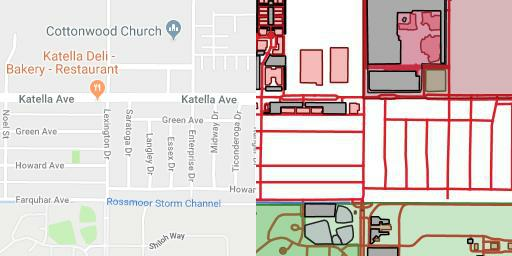 Cottonwood Church
Katella Deli -
Bakery - Restaurant
Katella Ave
Katella Ave
Noel St
Lexington Dr
Saratoga Dr
Green Ave
Green Ave
Langley Dr
Essex Dr
Enterprise Dr
Midway Dr
Ticonderoga Dr
Howard Ave
Howar
Farquhar Ave
Rossmoor Storm Channel
Shiloh Way